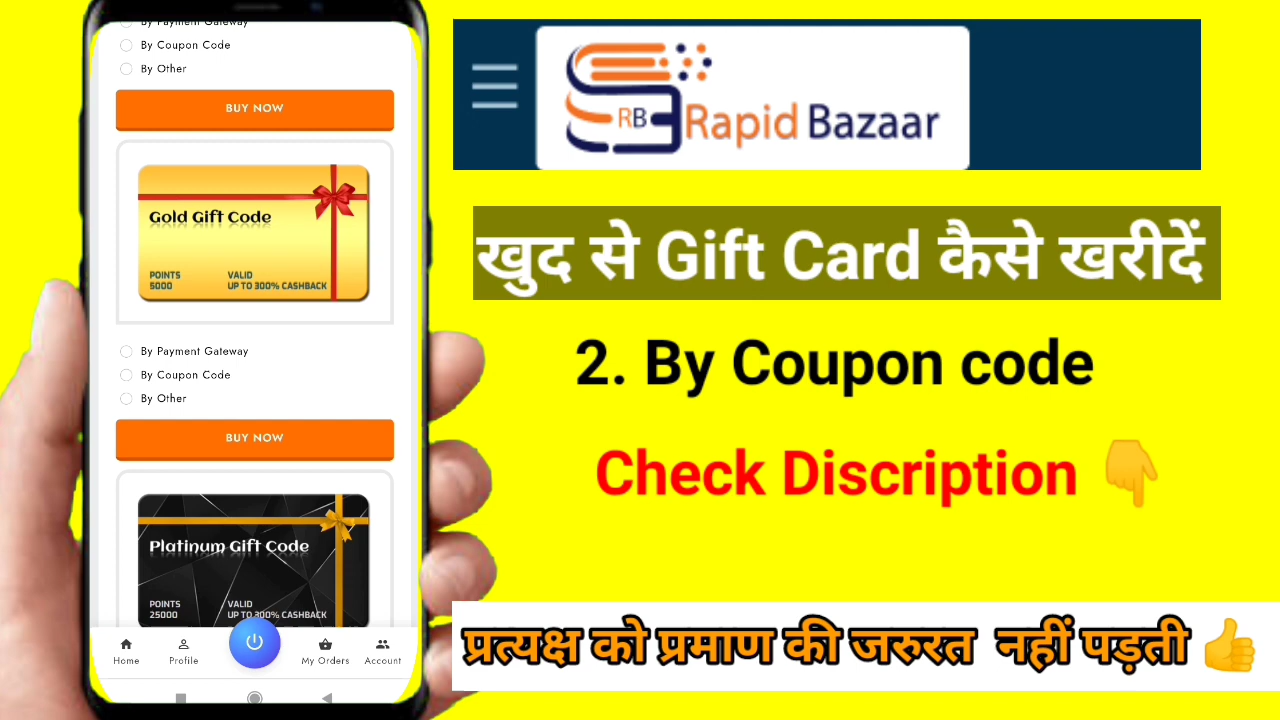 By Payment Gateway
By Coupon Code
By Other
BUY NOW
Gold Gift Code
POINTS
5000
VALID
UP TO 300% CASHBACK
By Payment Gateway
By Coupon Code
By Other
BUY NOW
Platinum Gift Code
POINTS
25000
VALID
UP TO 300% CASHBACK
Home
Profile
My Orders
Account
RB
Rapid Bazaar
खुद से Gift Card कैसे खरीदें
2. By Coupon code
Check Discription 👇
प्रत्यक्ष को प्रमाण की जरुरत नहीं पड़ती 👍